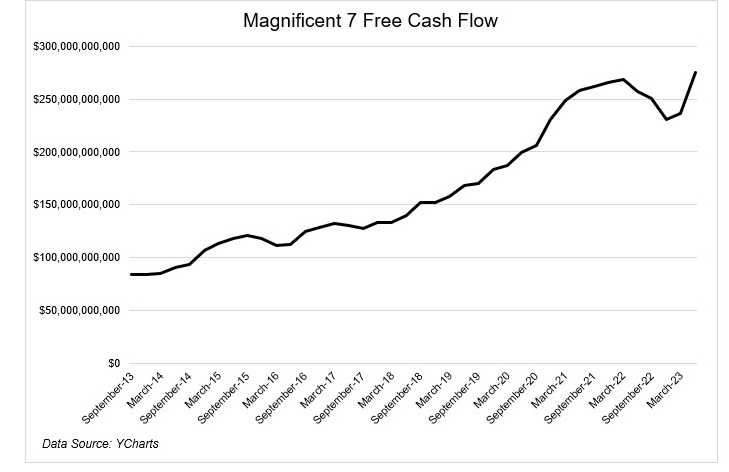 Magnificent 7 Free Cash Flow
$300,000,000,000
$250,000,000,000
$200,000,000,000
$150,000,000,000
$100,000,000,000
$50,000,000,000
$0
September-13
March-14
September-14
March-15
September-15
March-16
September-16
March-17
September-17
March-18
September-18
March-19
September-19
March-20
September-20
March-21
September-21
March-22
September-22
March-23
Data Source: YCharts